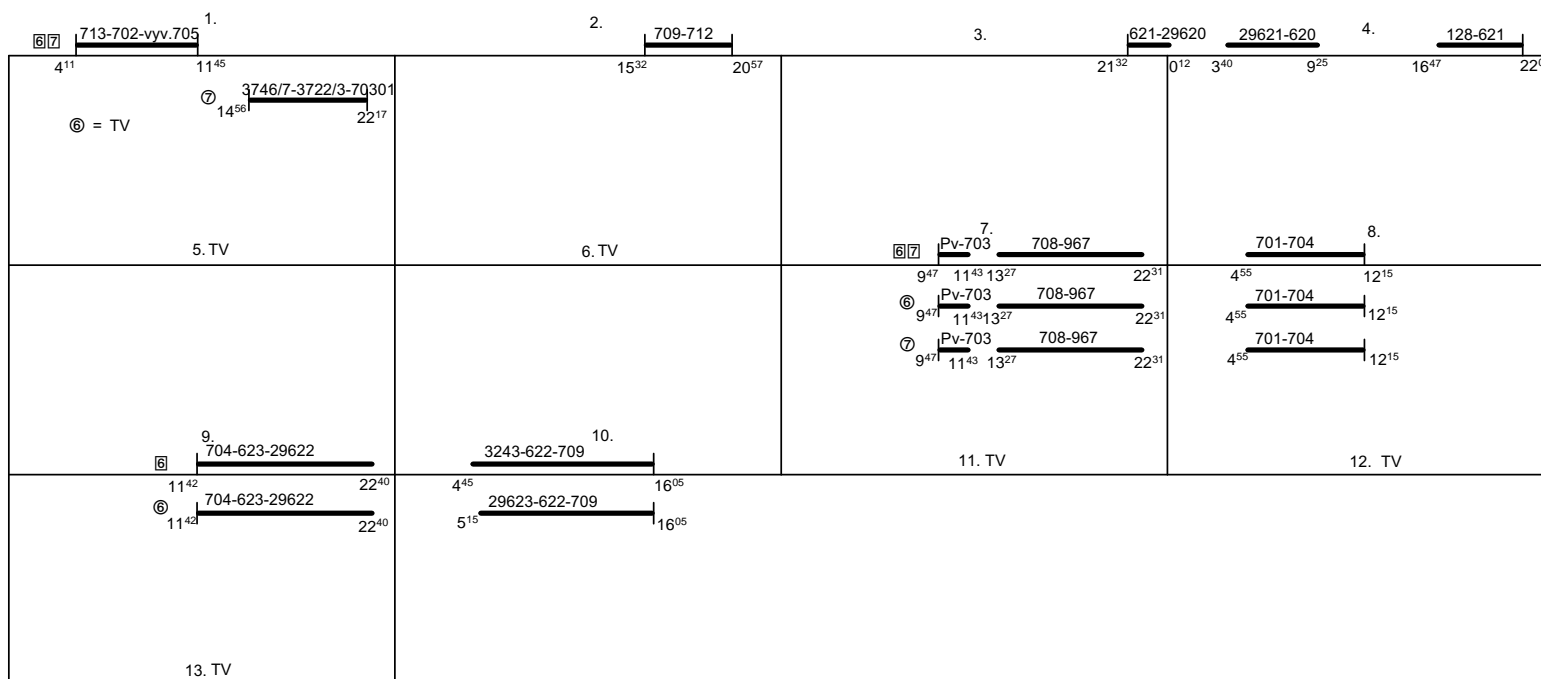 1.
2.
3.
4.
6 7 713-702-vyv.705 709-712 621-29620 29621-620 128-621
4¹¹ 11⁴⁵ 15³² 20⁵⁷ 21³² 0¹² 3⁴⁰ 9²⁵ 16⁴⁷
⑦ 3746/7-3722/3-70301
14⁵⁶ 22¹⁷
⑥ = TV
5. TV 6. TV 7. 8.
6 7 Pv-703 708-967 701-704
9⁴⁷ 11⁴³ 13²⁷ 22³¹ 4⁵⁵ 12¹⁵
⑥ Pv-703 708-967 701-704
9⁴⁷ 11⁴³ 13²⁷ 22³¹ 4⁵⁵ 12¹⁵
⑦ Pv-703 708-967 701-704
9⁴⁷ 11⁴³ 13²⁷ 22³¹ 4⁵⁵ 12¹⁵
9. 10. 11. TV 12. TV
6 704-623-29622 3243-622-709
11⁴² 22⁴⁰ 4⁴⁵ 16⁰⁵
⑥ 704-623-29622 29623-622-709
11⁴² 22⁴⁰ 5¹⁵ 16⁰⁵
13. TV